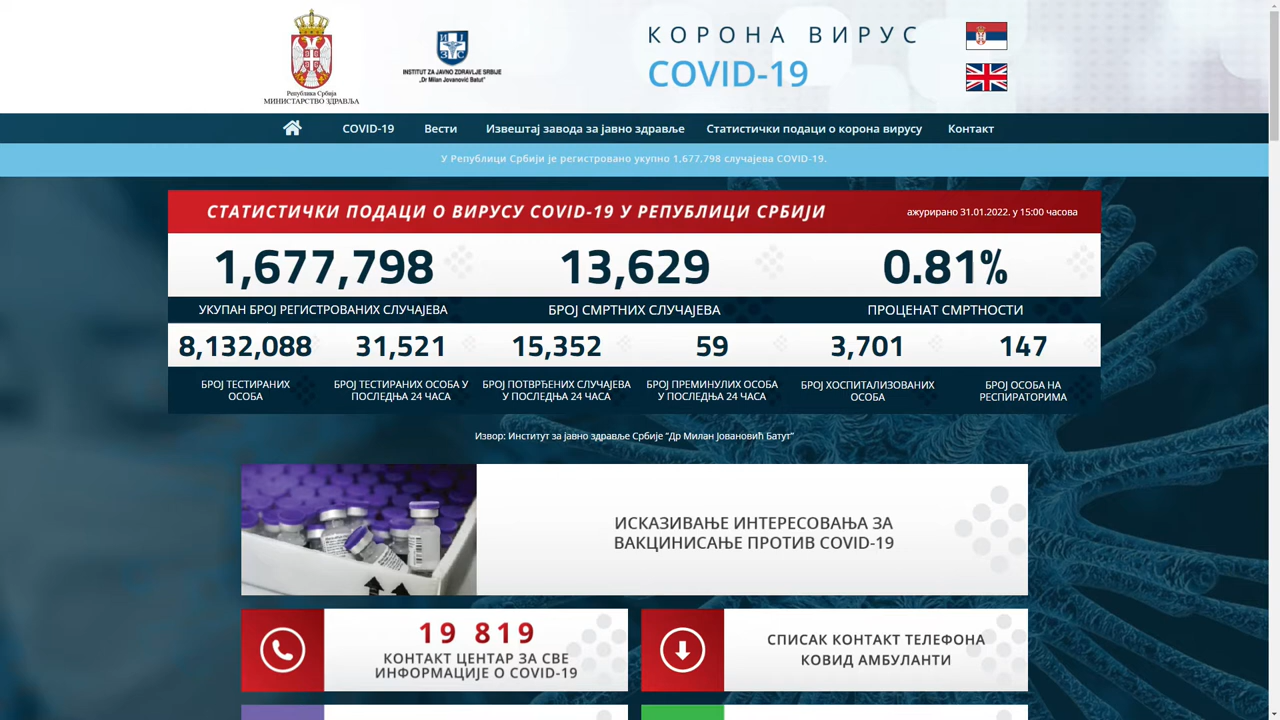 Република Србија
МИНИСТАРСТВО ЗДРАВЉА
INSTITUT ZA JAVNO ZDRAVLJE SRBIJE
„Dr Milan Jovanović Batut”
КОРОНА ВИРУС
COVID-19
COVID-19 Вести Извештај завода за јавно здравље Статистички подаци о корона вирусу Контакт
У Републици Србији је регистровано укупно 1,677,798 случајева COVID-19.
СТАТИСТИЧКИ ПОДАЦИ О ВИРУСУ COVID-19 У РЕПУБЛИЦИ СРБИЈИ
ажурирано 31.01.2022. у 15:00 часова
1,677,798 13,629 0.81%
УКУПАН БРОЈ РЕГИСТРОВАНИХ СЛУЧАЈЕВА БРОЈ СМРТНИХ СЛУЧАЈЕВА ПРОЦЕНАТ СМРТНОСТИ
8,132,088 31,521 15,352 59 3,701 147
БРОЈ ТЕСТИРАНИХ
ОСОБА
БРОЈ ТЕСТИРАНИХ ОСОБА У
ПОСЛЕДЊА 24 ЧАСА
БРОЈ ПОТВРЂЕНИХ СЛУЧАЈЕВА
У ПОСЛЕДЊА 24 ЧАСА
БРОЈ ПРЕМИНУЛИХ ОСОБА
У ПОСЛЕДЊА 24 ЧАСА
БРОЈ ХОСПИТАЛИЗОВАНИХ
ОСОБА
БРОЈ ОСОБА НА
РЕСПИРАТОРИМА
Извор: Институт за јавно здравље Србије "Др Милан Јовановић Батут"
ИСКАЗИВАЊЕ ИНТЕРЕСОВАЊА ЗА
ВАКЦИНИСАЊЕ ПРОТИВ COVID-19
19 819
КОНТАКТ ЦЕНТАР ЗА СВЕ
ИНФОРМАЦИЈЕ О COVID-19
СПИСАК КОНТАКТ ТЕЛЕФОНА
КОВИД АМБУЛАНТИ